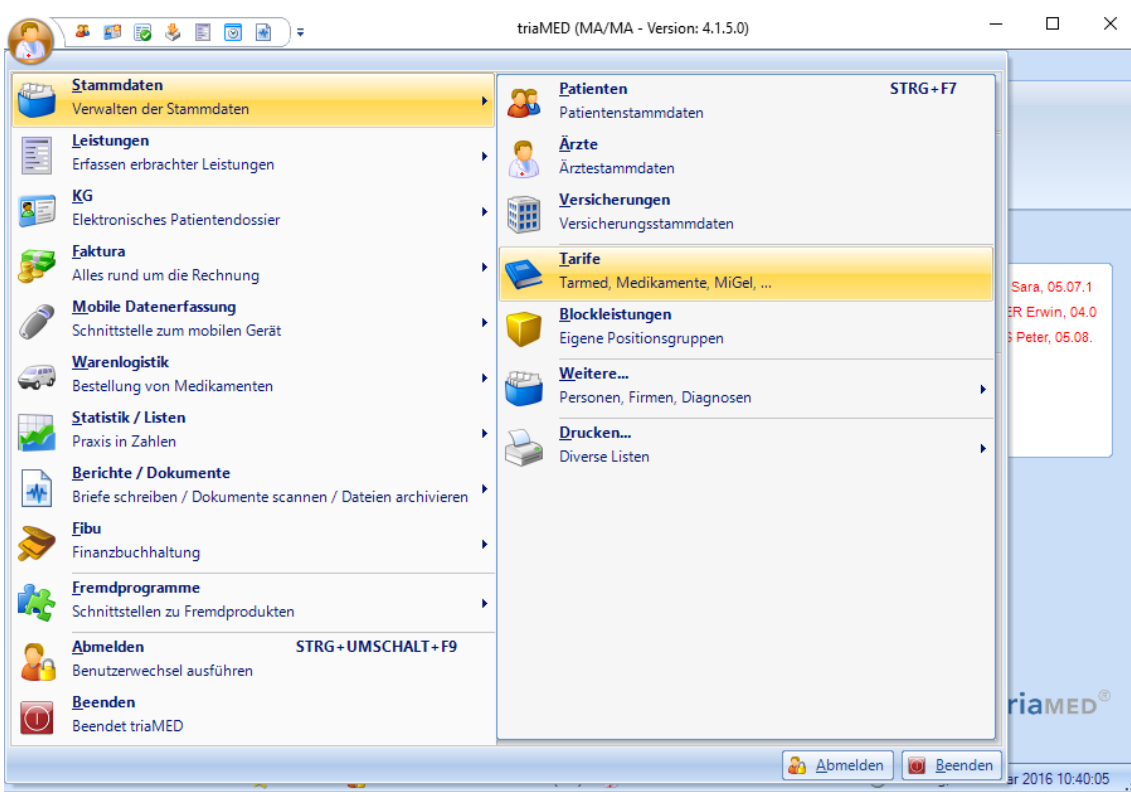 triaMED (MA/MA - Version: 4.1.5.0)
Stammdaten
Verwalten der Stammdaten
Leistungen
Erfassen erbrachter Leistungen
KG
Elektronisches Patientendossier
Faktura
Alles rund um die Rechnung
Mobile Datenerfassung
Schnittstelle zum mobilen Gerät
Warenlogistik
Bestellung von Medikamenten
Statistik / Listen
Praxis in Zahlen
Berichte / Dokumente
Briefe schreiben / Dokumente scannen / Dateien archivieren
Fibu
Finanzbuchhaltung
Fremdprogramme
Schnittstellen zu Fremdprodukten
Abmelden STRG+UMSCHALT+F9
Benutzerwechsel ausführen
Beenden
Beendet triaMED
Patienten STRG+F7
Patientenstammdaten
Ärzte
Ärztestammdaten
Versicherungen
Versicherungsstammdaten
Tarife
Tarmed, Medikamente, MiGel, ...
Blockleistungen
Eigene Positionsgruppen
Weitere...
Personen, Firmen, Diagnosen
Drucken...
Diverse Listen
Sara, 05.07.1
ER Erwin, 04.0
Peter, 05.08.
riaMED®
Abmelden Beenden
ar 2016 10:40:05